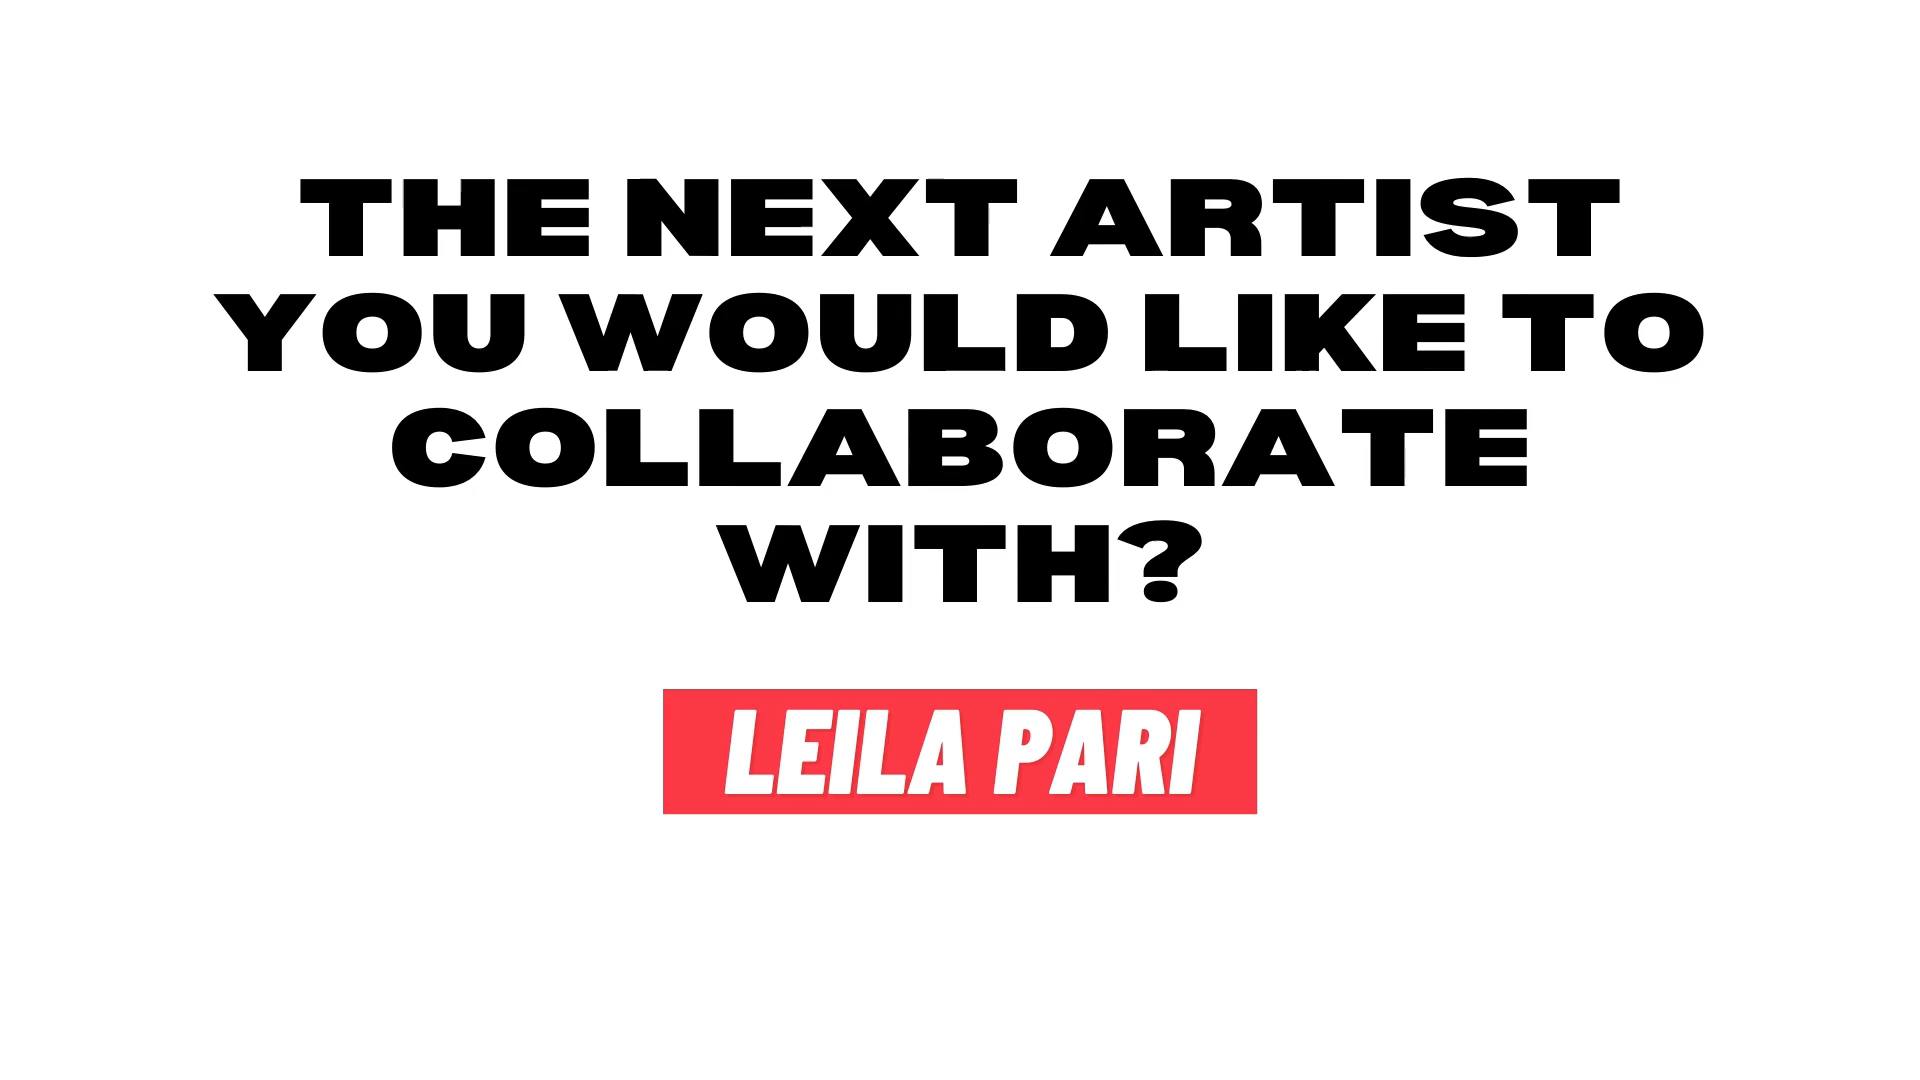 THE NEXT ARTIST
YOU WOULD LIKE TO
COLLABORATE
WITH?
LEILA PARI